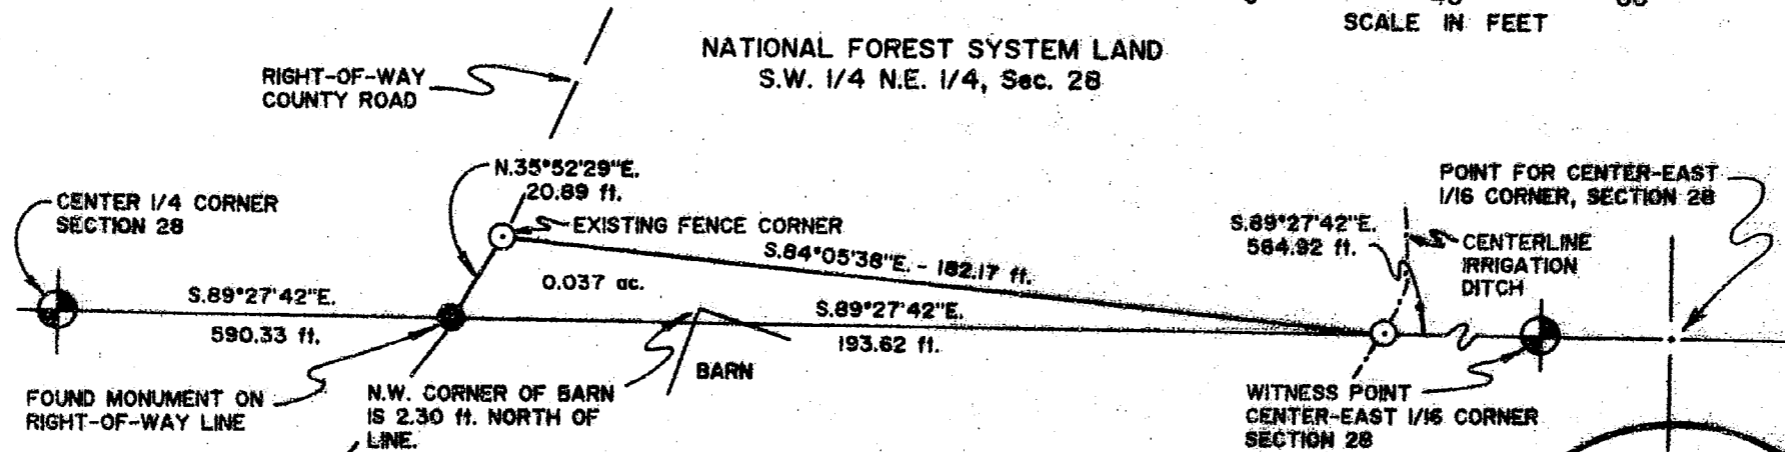 SCALE IN FEET
NATIONAL FOREST SYSTEM LAND
S.W. 1/4 N.E. 1/4, Sec. 28
RIGHT-OF-WAY
COUNTY ROAD
N.35°52'29"E.
20.89 ft.
EXISTING FENCE CORNER
CENTER 1/4 CORNER
SECTION 28
POINT FOR CENTER-EAST
1/16 CORNER, SECTION 28
S.89°27'42"E.
564.92 ft.
CENTERLINE
IRRIGATION
DITCH
S.84°05'38"E. - 182.17 ft.
0.037 ac.
S.89°27'42"E.
590.33 ft.
S.89°27'42"E.
193.62 ft.
BARN
FOUND MONUMENT ON
RIGHT-OF-WAY LINE
N.W. CORNER OF BARN
IS 2.30 ft. NORTH OF
LINE.
WITNESS POINT
CENTER-EAST 1/16 CORNER
SECTION 28